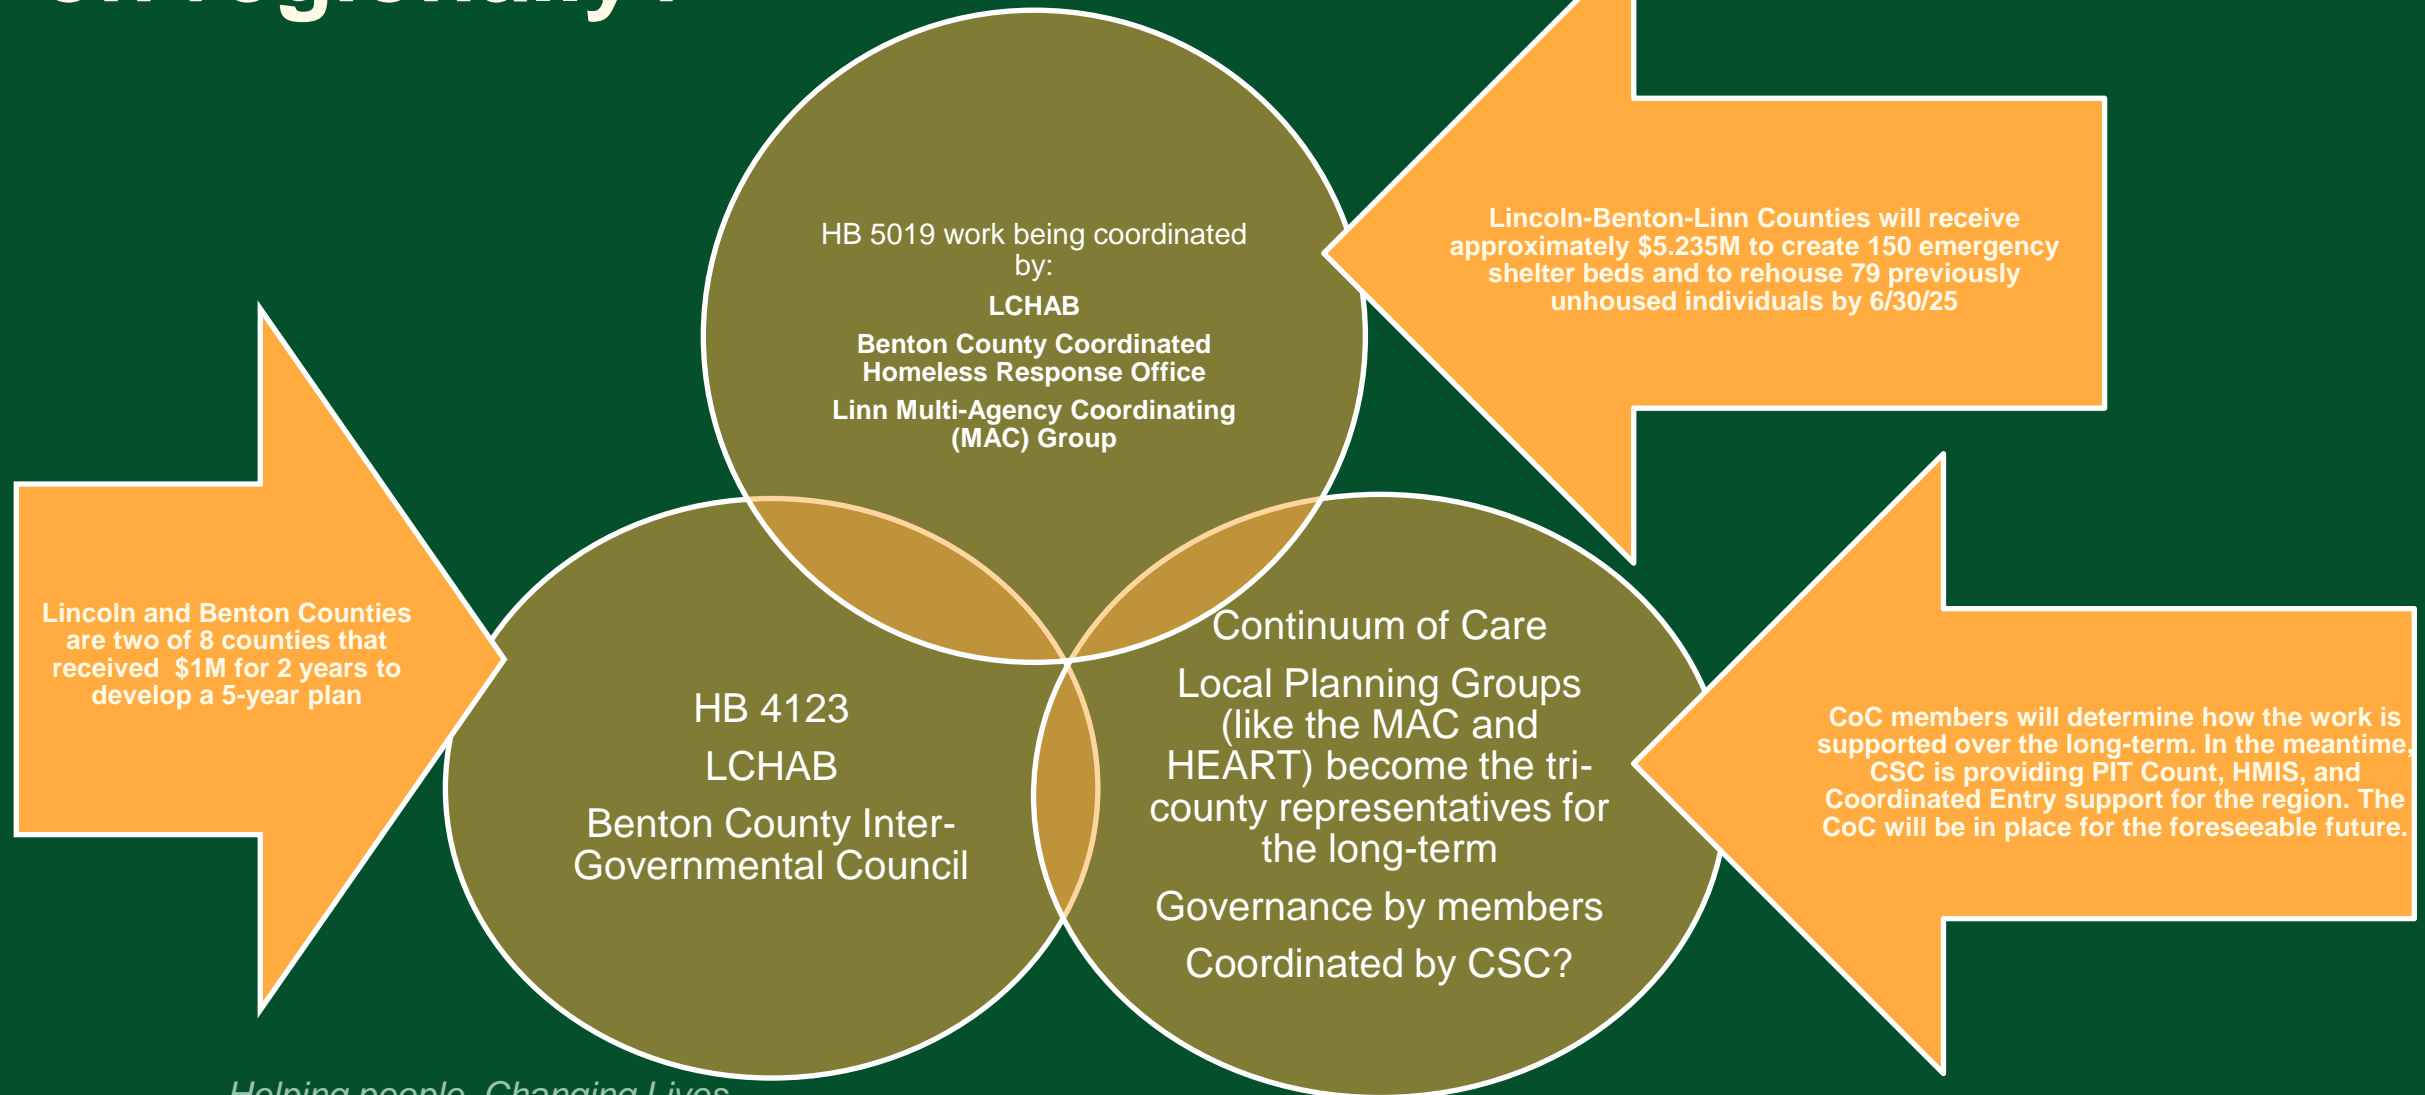 on regionally?
HB 5019 work being coordinated
by:
LCHAB
Benton County Coordinated
Homeless Response Office
Linn Multi-Agency Coordinating
(MAC) Group
Lincoln-Benton-Linn Counties will receive
approximately $5.235M to create 150 emergency
shelter beds and to rehouse 79 previously
unhoused individuals by 6/30/25
Lincoln and Benton Counties
are two of 8 counties that
received $1M for 2 years to
develop a 5-year plan
HB 4123
LCHAB
Benton County Inter-
Governmental Council
Continuum of Care
Local Planning Groups
(like the MAC and
HEART) become the tri-
county representatives for
the long-term
Governance by members
Coordinated by CSC?
CoC members will determine how the work is
supported over the long-term. In the meantime,
CSC is providing PIT Count, HMIS, and
Coordinated Entry support for the region. The
CoC will be in place for the foreseeable future.
Helping people. Changing Lives.